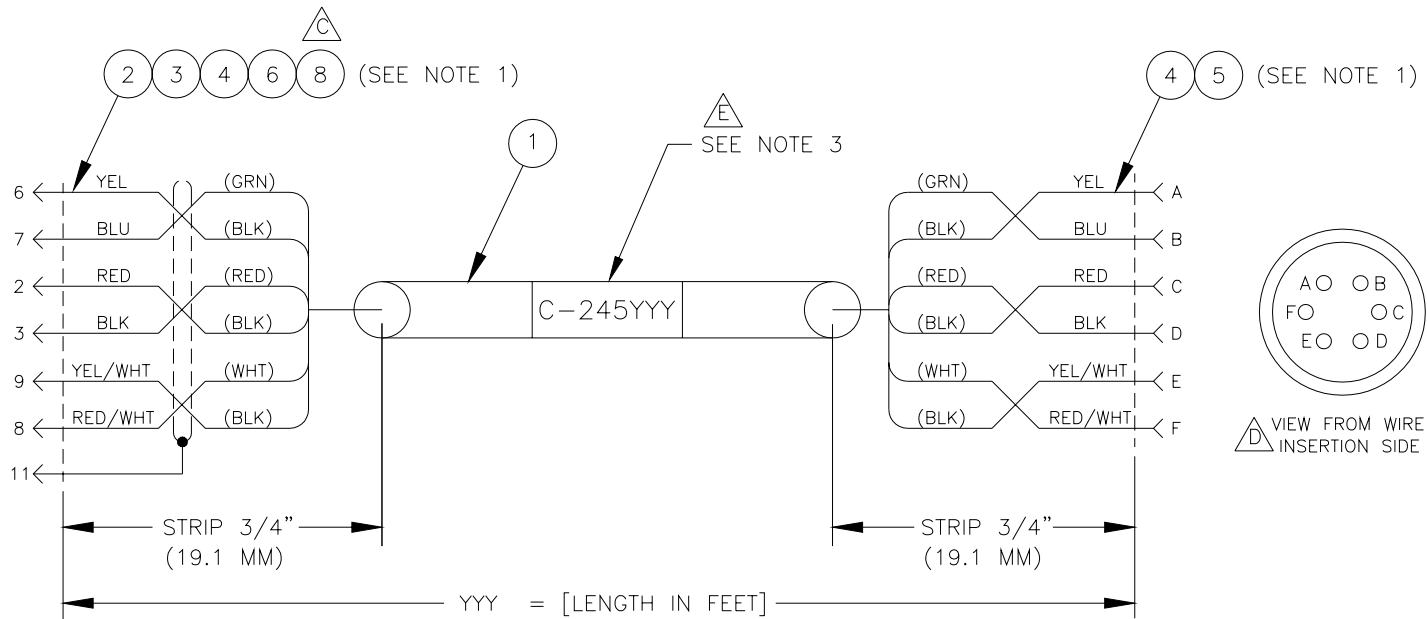 C
2 3 4 6 8 (SEE NOTE 1)
4 5 (SEE NOTE 1)
1
E
SEE NOTE 3
6 YEL (GRN)
7 BLU (BLK)
2 RED (RED)
3 BLK (BLK)
9 YEL/WHT (WHT)
8 RED/WHT (BLK)
11
C-245YYY
(GRN) YEL A
(BLK) BLU B
(RED) RED C
(BLK) BLK D
(WHT) YEL/WHT E
(BLK) RED/WHT F
A B
F C
E D
D VIEW FROM WIRE
INSERTION SIDE
STRIP 3/4"
(19.1 MM)
STRIP 3/4"
(19.1 MM)
YYY = [LENGTH IN FEET]